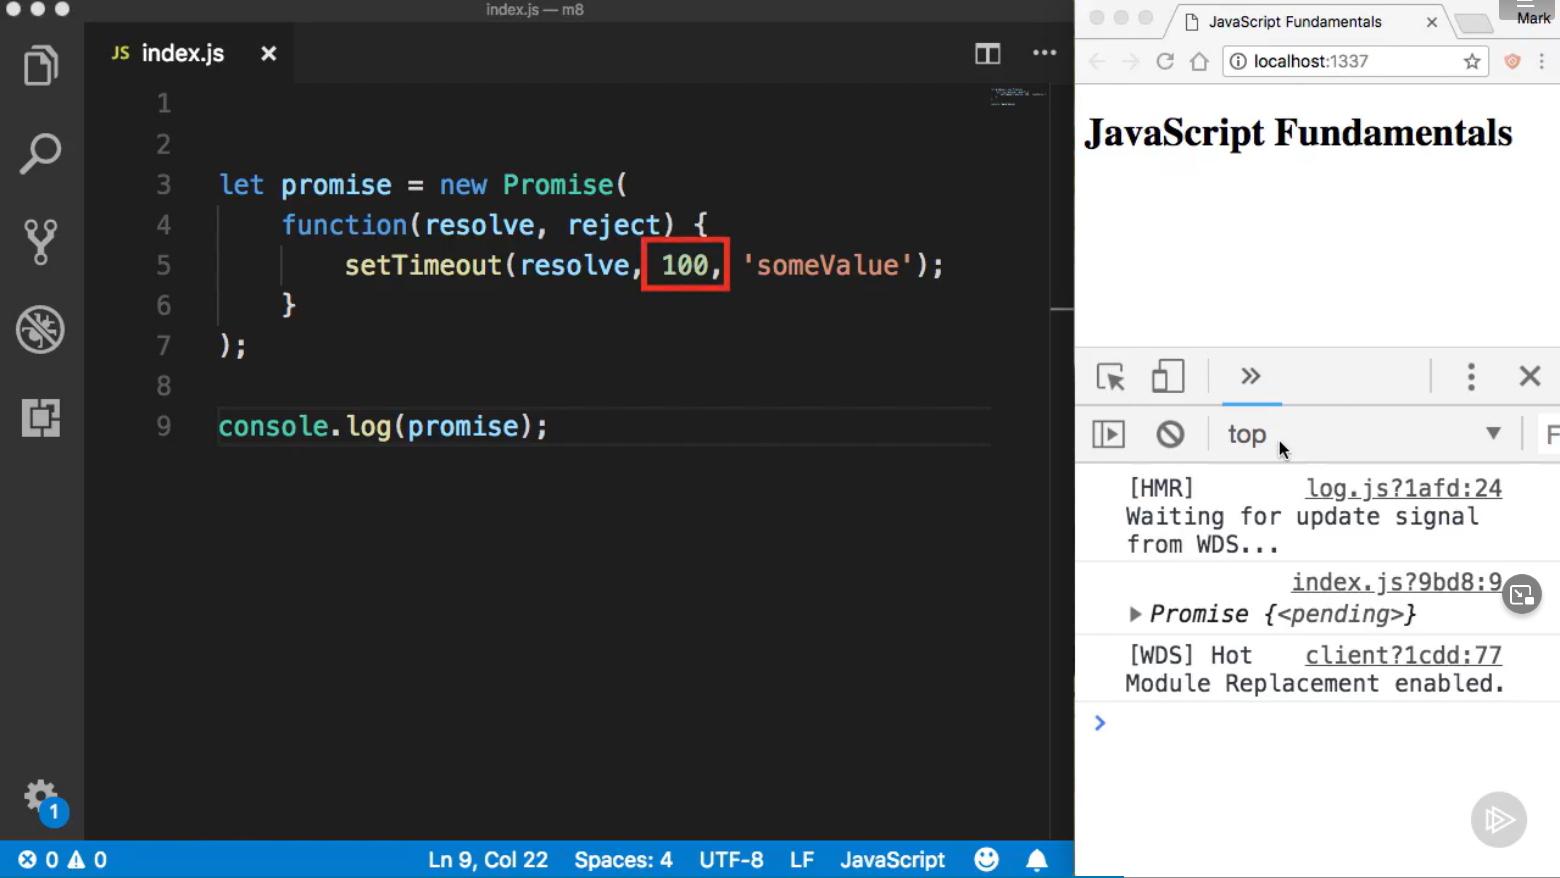 index.js — m8
JS index.js
1
2
3 let promise = new Promise(
4 function(resolve, reject) {
5 setTimeout(resolve, 100, 'someValue');
6 }
7 );
8
9 console.log(promise);
1
0 0 Ln 9, Col 22 Spaces: 4 UTF-8 LF JavaScript
JavaScript Fundamentals Mark
localhost:1337
JavaScript Fundamentals
top F
[HMR] log.js?1afd:24
Waiting for update signal
from WDS...
index.js?9bd8:9
Promise {<pending>}
[WDS] Hot client?1cdd:77
Module Replacement enabled.